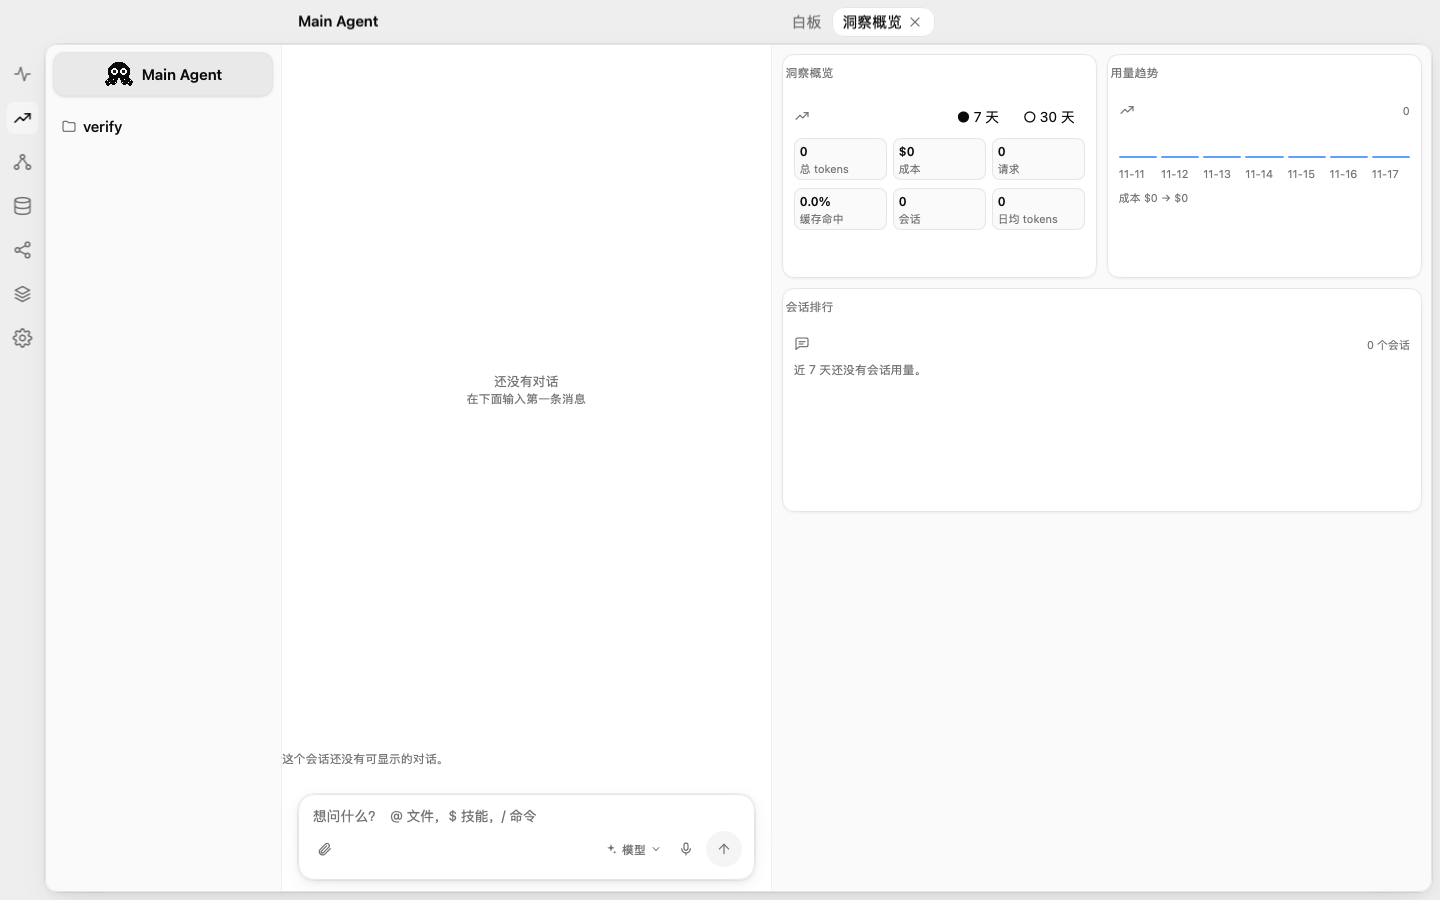 Main Agent
白板
洞察概览
Main Agent
verify
还没有对话
在下面输入第一条消息
这个会话还没有可显示的对话。
想问什么? @ 文件, $ 技能, / 命令
模型
洞察概览
7 天
30 天
0
总 tokens
$0
成本
0
请求
0.0%
缓存命中
0
会话
0
日均 tokens
用量趋势
0
11-11 11-12 11-13 11-14 11-15 11-16 11-17
成本 $0 → $0
会话排行
0 个会话
近 7 天还没有会话用量。